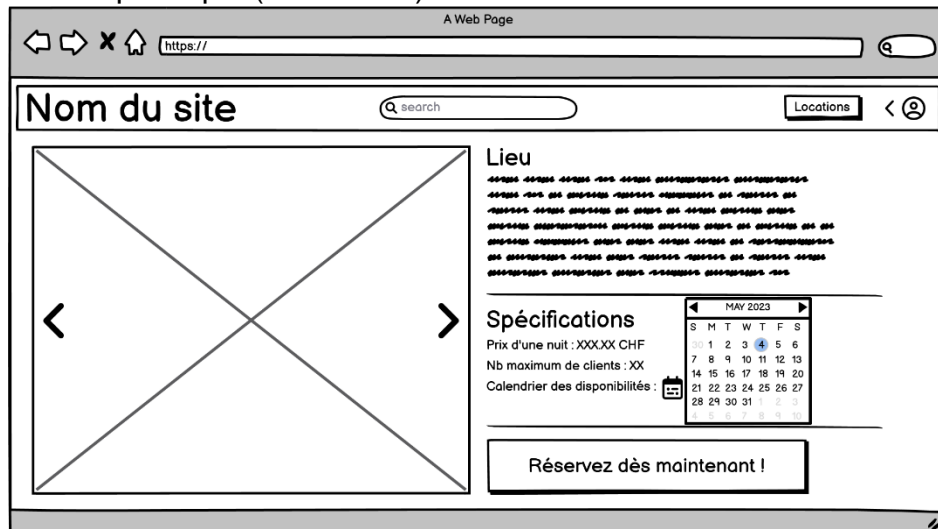 A Web Page
https://
Nom du site
search
Locations
Lieu
Spécifications
Prix d'une nuit : XXX.XX CHF
Nb maximum de clients : XX
Calendrier des disponibilités :
MAY 2023
S M T W T F S
30 1 2 3 4 5 6
7 8 9 10 11 12 13
14 15 16 17 18 19 20
21 22 23 24 25 26 27
28 29 30 31 1 2 3
4 5 6 7 8 9 10
Réservez dès maintenant !